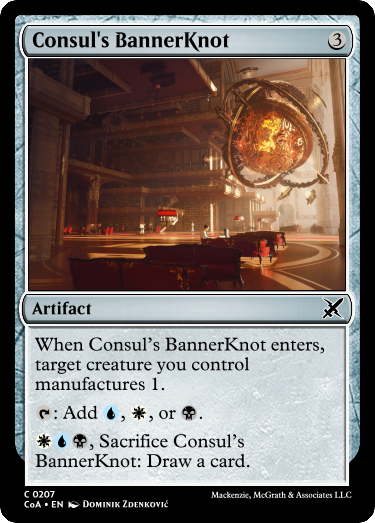 Consul's BannerKnot 3
Artifact
When Consul's BannerKnot enters,
target creature you control
manufactures 1.
: Add , , or .
, Sacrifice Consul's
BannerKnot: Draw a card.
C 0207
CoA • EN Dominik Zdenković
Mackenzie, McGrath & Associates LLC